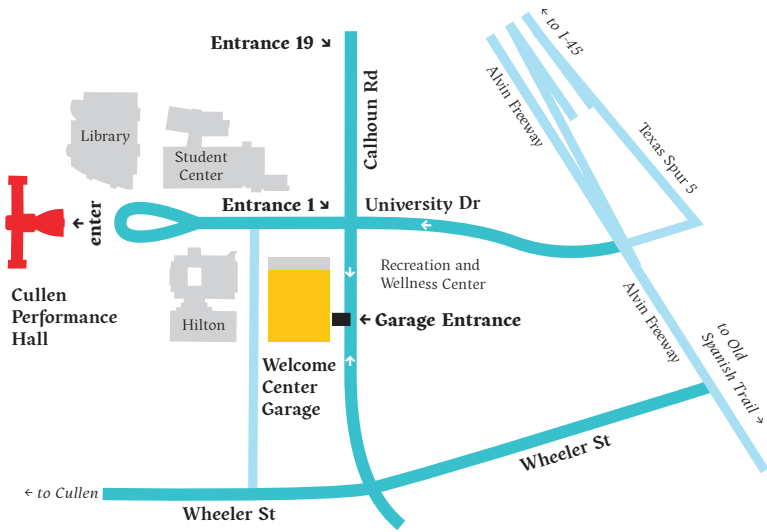 ← to I-45
Entrance 19 ↘
Calhoun Rd
Alvin Freeway
Texas Spur 5
Library
Student
Center
Entrance 1 ↘
University Dr
←
← enter
Cullen
Performance
Hall
Hilton
Recreation and
Wellness Center
← Garage Entrance
Welcome
Center
Garage
Alvin Freeway
to Old
Spanish Trail →
Wheeler St
← to Cullen
Wheeler St